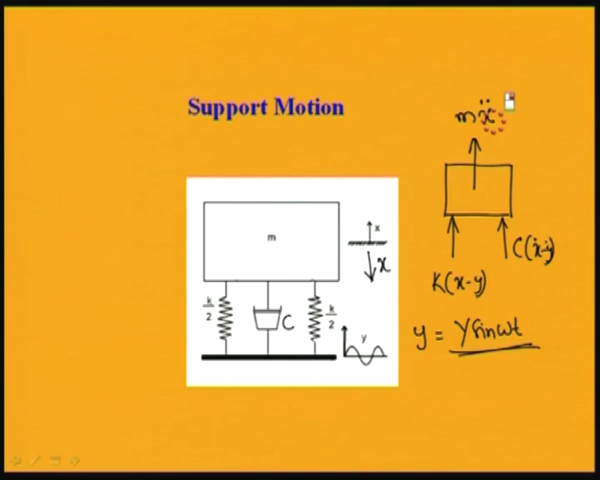 Support Motion
mẍ
m
x
x
k/2
C
k/2
y
K(x-y)
C(ẋ-ẏ)
y = Y sin ωt